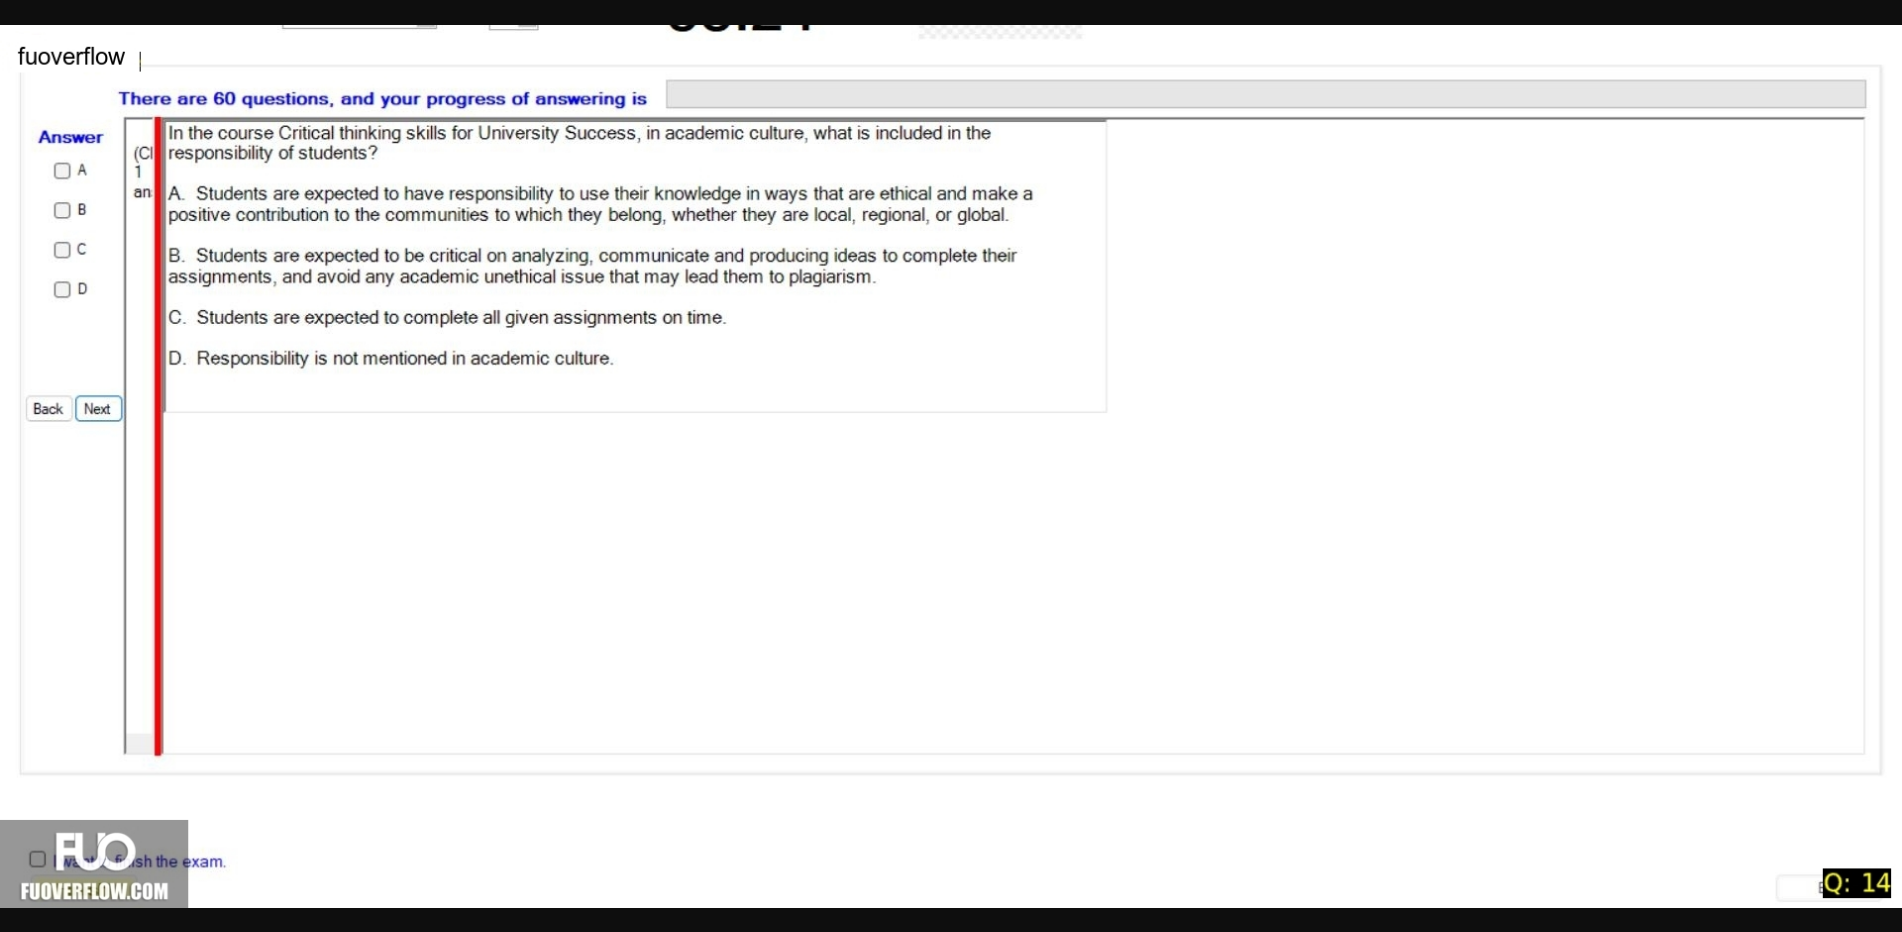 fuoverflow
There are 60 questions, and your progress of answering is
Answer
A
B
C
D
(Cl
1
an
In the course Critical thinking skills for University Success, in academic culture, what is included in the
responsibility of students?
A. Students are expected to have responsibility to use their knowledge in ways that are ethical and make a
positive contribution to the communities to which they belong, whether they are local, regional, or global.
B. Students are expected to be critical on analyzing, communicate and producing ideas to complete their
assignments, and avoid any academic unethical issue that may lead them to plagiarism.
C. Students are expected to complete all given assignments on time.
D. Responsibility is not mentioned in academic culture.
Back Next
FUO
the exam.
FUOVERFLOW.COM
Q: 14